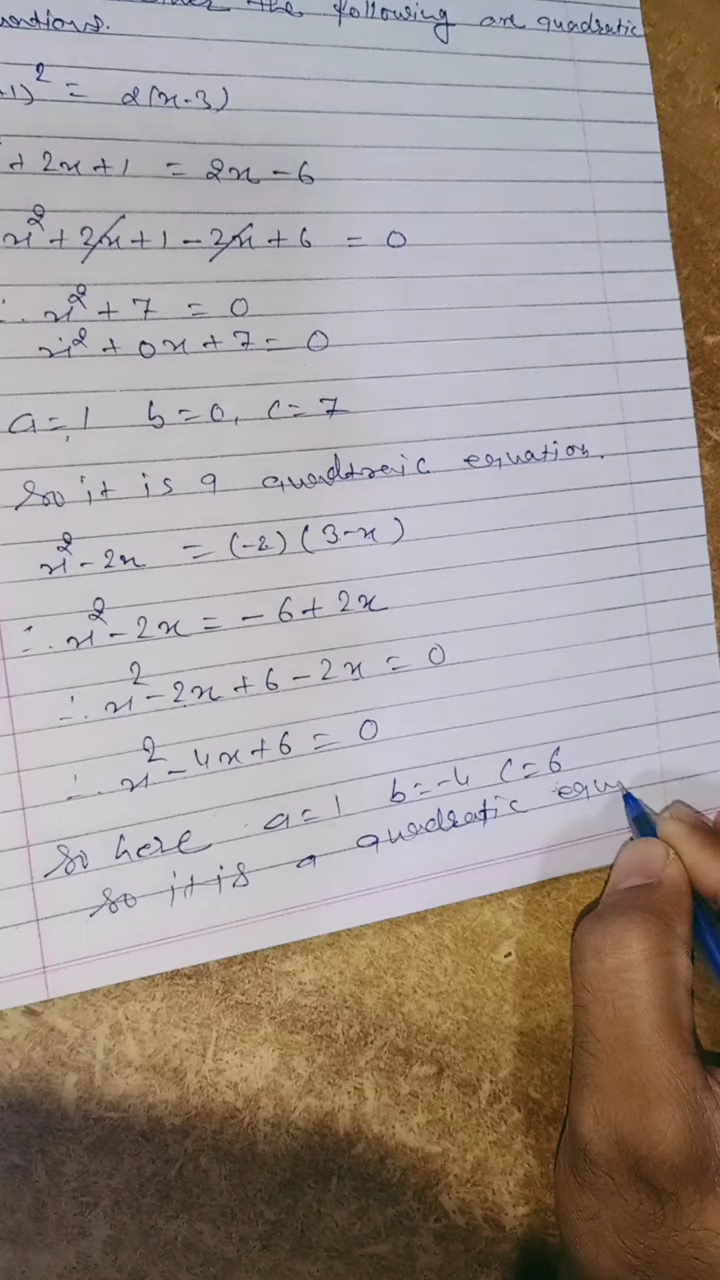 the following are quadratic
+1)² = 2(x-3)
+ 2x + 1 = 2x - 6
x² + 2x + 1 - 2x + 6 = 0
∴ x² + 7 = 0
x² + 0x + 7 = 0
a = 1 b = 0, c = 7
So it is a quadtraic equation.
x² - 2x = (-2)(3-x)
∴ x² - 2x = -6 + 2x
∴ x² - 2x + 6 - 2x = 0
∴ x² - 4x + 6 = 0
So here a = 1 b = -4 c = 6
So it is a quadratic equ